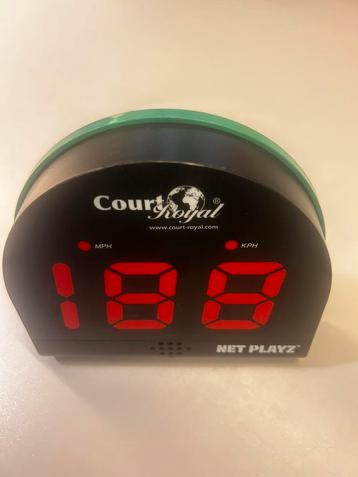 Court Royal®
www.court-royal.com
MPH KPH
188
NET PLAYZ®